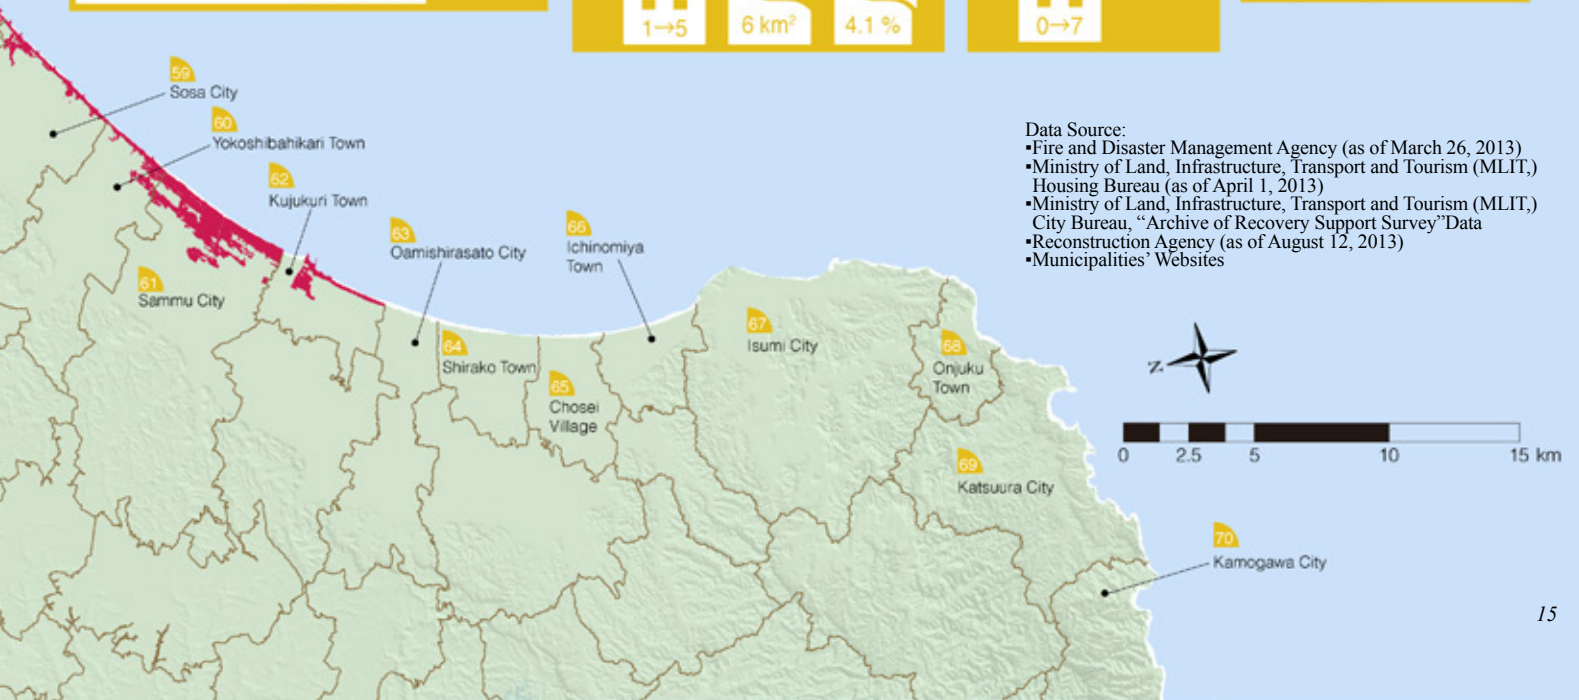 1→5
6 km²
4.1 %
0→7
59
Sosa City
60
Yokoshibahikari Town
62
Kujukuri Town
63
Oamishirasato City
66
Ichinomiya
Town
61
Sammu City
64
Shirako Town
65
Chosei
Village
67
Isumi City
68
Onjuku
Town
69
Katsuura City
70
Kamogawa City
Data Source:
▪Fire and Disaster Management Agency (as of March 26, 2013)
▪Ministry of Land, Infrastructure, Transport and Tourism (MLIT,)
Housing Bureau (as of April 1, 2013)
▪Ministry of Land, Infrastructure, Transport and Tourism (MLIT,)
City Bureau, “Archive of Recovery Support Survey”Data
▪Reconstruction Agency (as of August 12, 2013)
▪Municipalities’ Websites
N
0 2.5 5 10 15 km
15